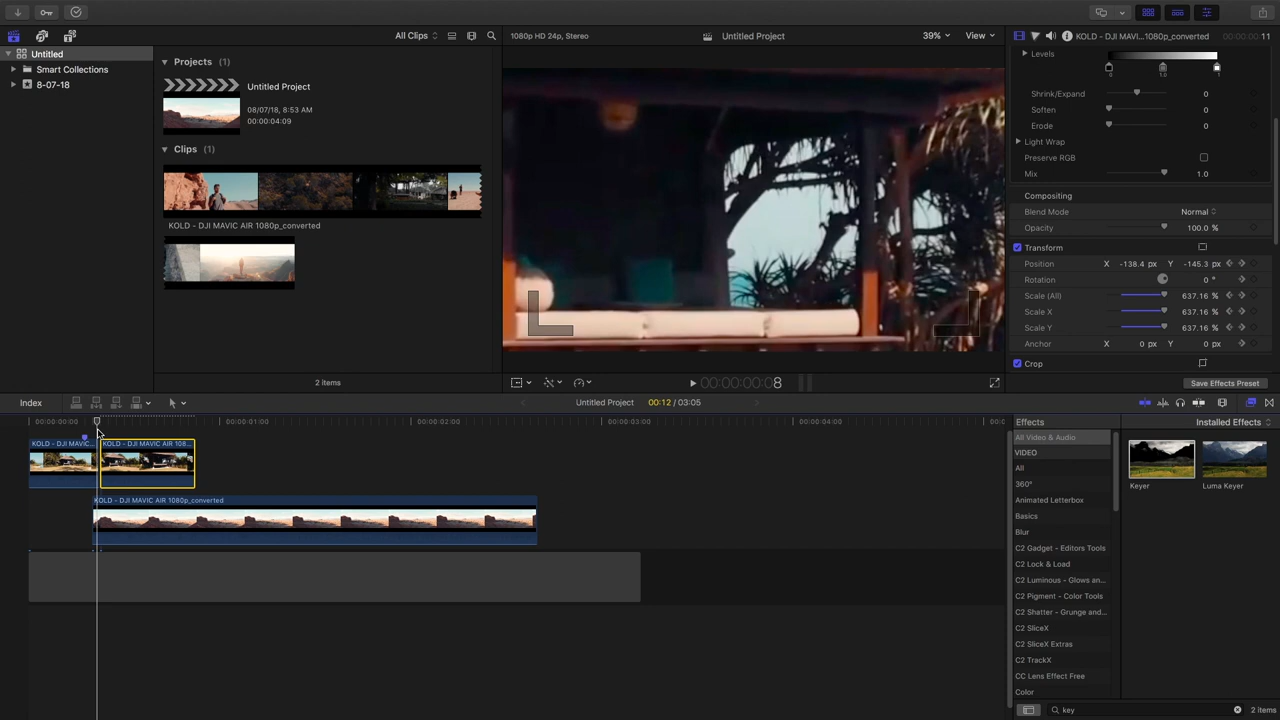 All Clips
1080p HD 24p, Stereo
Untitled Project
39%
View
KOLD - DJI MAVI...1080p_converted
00:00:00:11
Untitled
Smart Collections
8-07-18
Projects (1)
Untitled Project
08/07/18, 8:53 AM
00:00:04:09
Clips (1)
KOLD - DJI MAVIC AIR 1080p_converted
2 items
Levels
0
1.0
1
Shrink/Expand
0
Soften
0
Erode
0
Light Wrap
Preserve RGB
Mix
1.0
Compositing
Blend Mode
Normal
Opacity
100.0 %
Transform
Position
X
-138.4 px
Y
-145.3 px
Rotation
0 °
Scale (All)
637.16 %
Scale X
637.16 %
Scale Y
637.16 %
Anchor
X
0 px
Y
0 px
Crop
Save Effects Preset
00:00:00:08
Index
Untitled Project
00:12 / 03:05
00:00:00:00
00:00:01:00
00:00:02:00
00:00:03:00
00:00:04:00
KOLD - DJI MAVIC...
KOLD - DJI MAVIC AIR 108...
KOLD - DJI MAVIC AIR 1080p_converted
Effects
Installed Effects
All Video & Audio
VIDEO
All
360°
Animated Letterbox
Basics
Blur
C2 Gadget - Editors Tools
C2 Lock & Load
C2 Luminous - Glows an...
C2 Pigment - Color Tools
C2 Shatter - Grunge and...
C2 SliceX
C2 SliceX Extras
C2 TrackX
CC Lens Effect Free
Color
Keyer
Luma Keyer
key
2 items